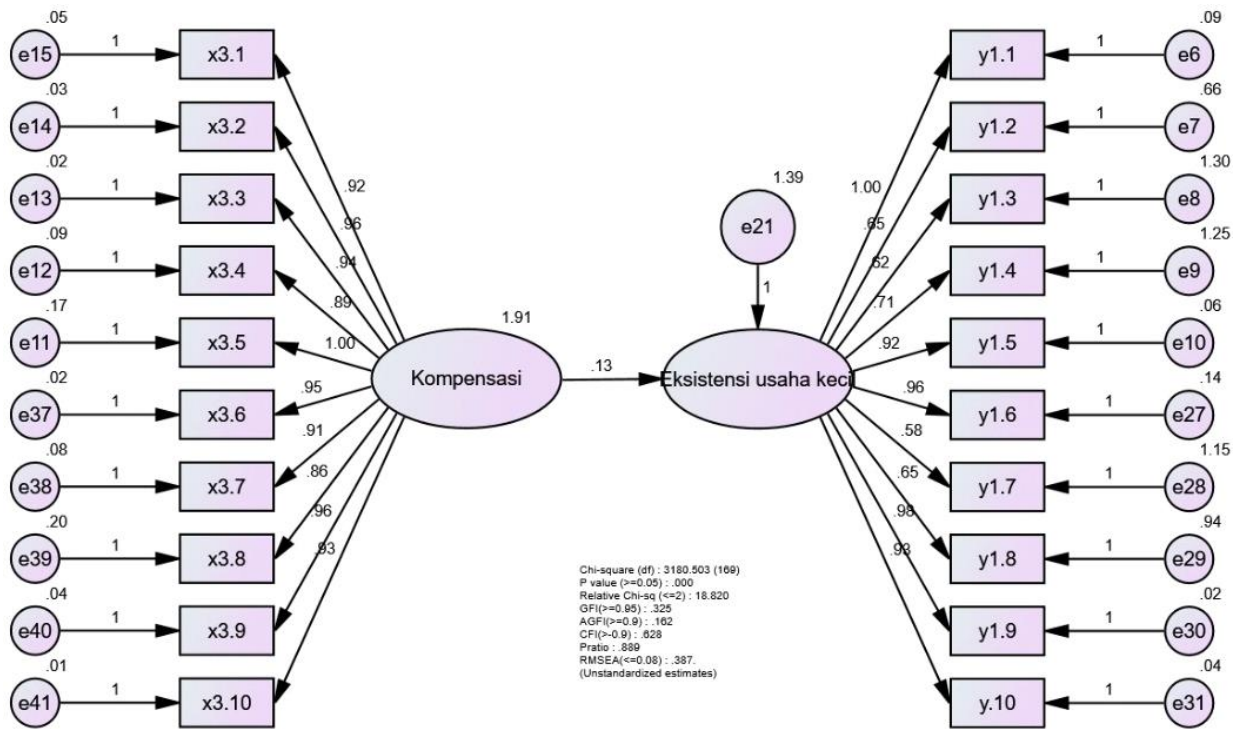 .05
e15
1
x3.1
.03
e14
1
x3.2
.02
e13
1
x3.3
.09
e12
1
x3.4
.17
e11
1
x3.5
.02
e37
1
x3.6
.08
e38
1
x3.7
.20
e39
1
x3.8
.04
e40
1
x3.9
.01
e41
1
x3.10
.92
.96
.94
.89
1.00
.95
.91
.86
.96
.93
1.91
Kompensasi
.13
1.39
e21
1
Eksistensi usaha kecil
1.00
.65
.62
.71
.92
.96
.58
.65
.98
.93
y1.1
1
.09
e6
y1.2
1
.66
e7
y1.3
1
1.30
e8
y1.4
1
1.25
e9
y1.5
1
.06
e10
y1.6
1
.14
e27
y1.7
1
1.15
e28
y1.8
1
.94
e29
y1.9
1
.02
e30
y.10
1
.04
e31
Chi-square (df) : 3180.503 (169)
P value (>=0.05) : .000
Relative Chi-sq (<=2) : 18.820
GFI(>=0.95) : .325
AGFI(>=0.9) : .162
CFI(>-0.9) : .628
Pratio : .889
RMSEA(<=0.08) : .387.
(Unstandardized estimates)